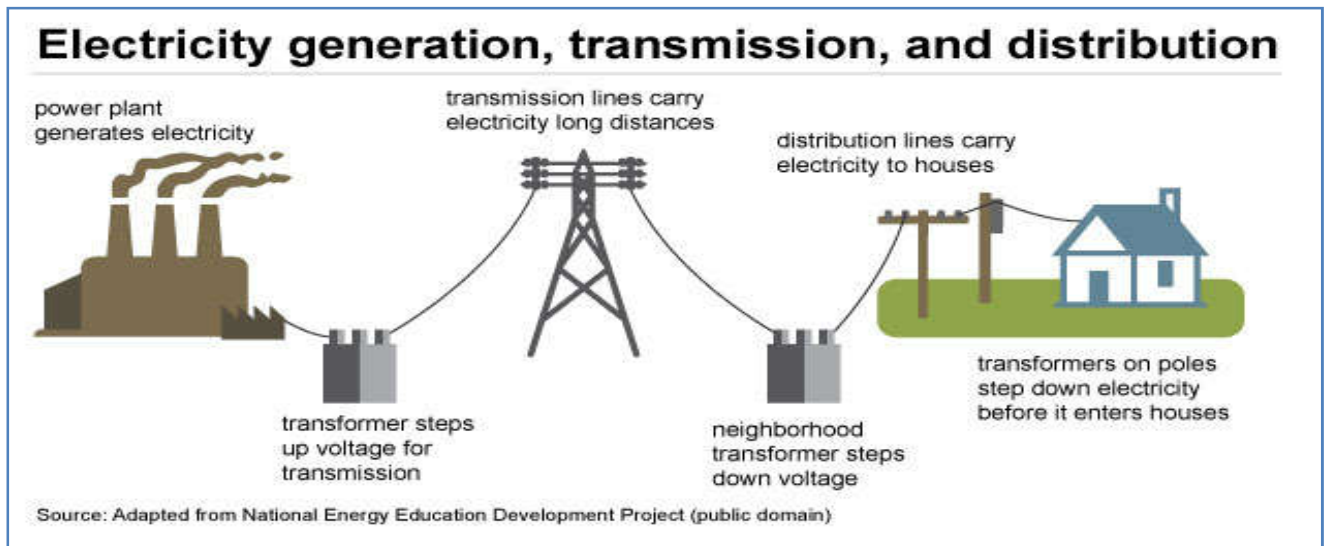 Electricity generation, transmission, and distribution
power plant
generates electricity
transmission lines carry
electricity long distances
distribution lines carry
electricity to houses
transformer steps
up voltage for
transmission
neighborhood
transformer steps
down voltage
transformers on poles
step down electricity
before it enters houses
Source: Adapted from National Energy Education Development Project (public domain)